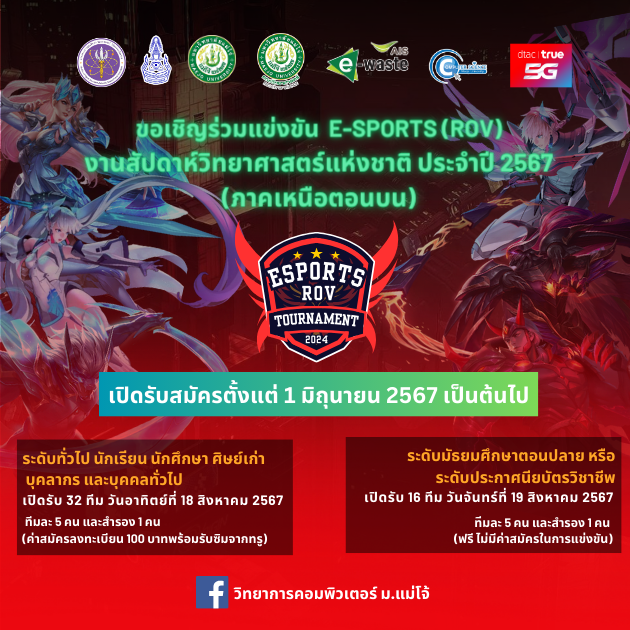 AIS
e-waste
dtac | true
5G
ขอเชิญร่วมแข่งขัน E-SPORTS (ROV)
งานสัปดาห์วิทยาศาสตร์แห่งชาติ ประจำปี 2567
(ภาคเหนือตอนบน)
ESPORTS
ROV
TOURNAMENT
2024
เปิดรับสมัครตั้งแต่ 1 มิถุนายน 2567 เป็นต้นไป
ระดับทั่วไป นักเรียน นักศึกษา ศิษย์เก่า
บุคลากร และบุคคลทั่วไป
เปิดรับ 32 ทีม วันอาทิตย์ที่ 18 สิงหาคม 2567
ทีมละ 5 คน และสำรอง 1 คน
(ค่าสมัครลงทะเบียน 100 บาทพร้อมรับซิมจากทรู)
ระดับมัธยมศึกษาตอนปลาย หรือ
ระดับประกาศนียบัตรวิชาชีพ
เปิดรับ 16 ทีม วันจันทร์ที่ 19 สิงหาคม 2567
ทีมละ 5 คน และสำรอง 1 คน
(ฟรี ไม่มีค่าสมัครในการแข่งขัน)
วิทยาการคอมพิวเตอร์ ม.แม่โจ้